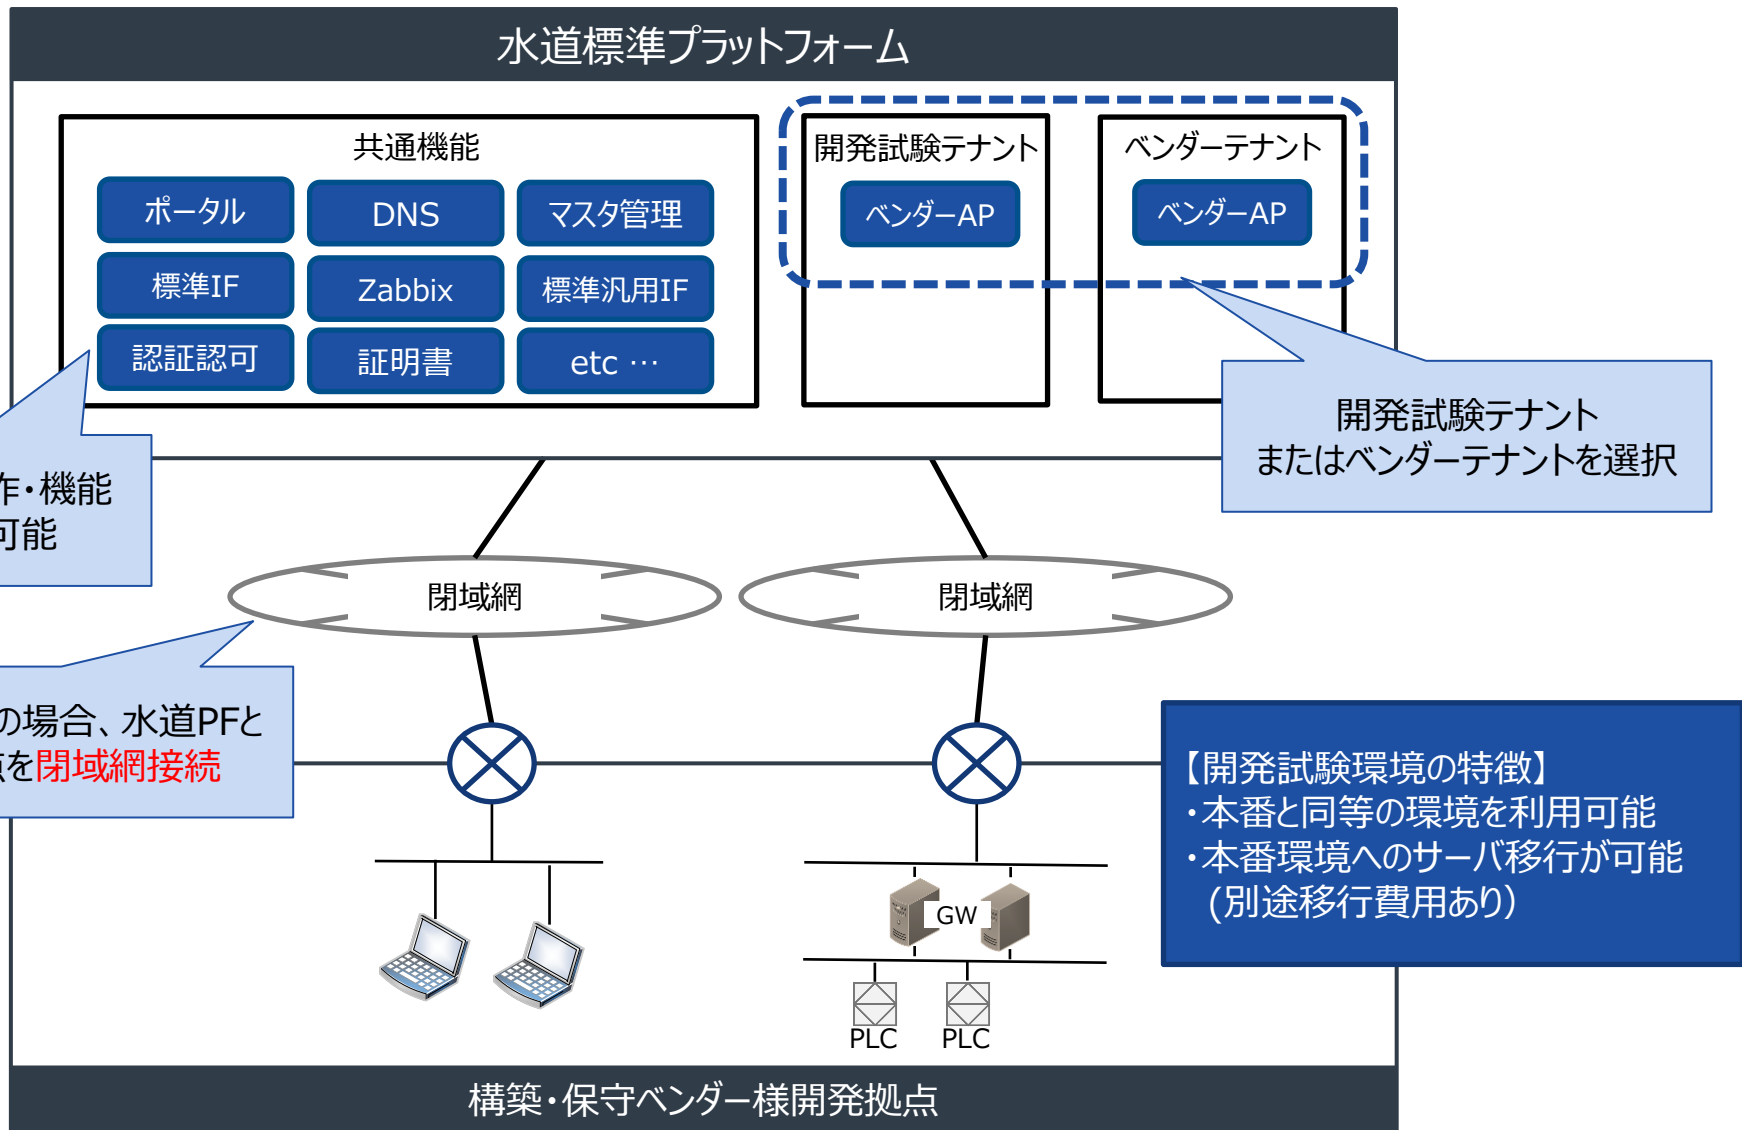 水道標準プラットフォーム
共通機能
ポータル
DNS
マスタ管理
標準IF
Zabbix
標準汎用IF
認証認可
証明書
etc …
開発試験テナント
ベンダーAP
ベンダーテナント
ベンダーAP
開発試験テナント
またはベンダーテナントを選択
作・機能
可能
閉域網
閉域網
の場合、水道PFと
点を閉域網接続
【開発試験環境の特徴】
・本番と同等の環境を利用可能
・本番環境へのサーバ移行が可能
(別途移行費用あり)
GW
PLC
PLC
構築・保守ベンダー様開発拠点